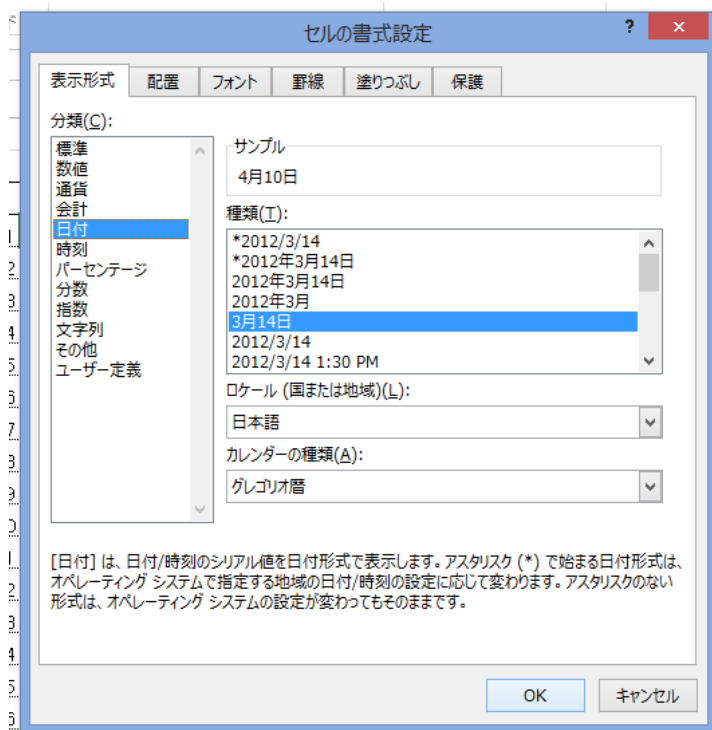 セルの書式設定
?
×
表示形式 配置 フォント 罫線 塗りつぶし 保護
分類(C):
標準
数値
通貨
会計
日付
時刻
パーセンテージ
分数
指数
文字列
その他
ユーザー定義
サンプル
4月10日
種類(T):
*2012/3/14
*2012年3月14日
2012年3月14日
2012年3月
3月14日
2012/3/14
2012/3/14 1:30 PM
ロケール (国または地域)(L):
日本語
カレンダーの種類(A):
グレゴリオ暦
[日付] は、日付/時刻のシリアル値を日付形式で表示します。アスタリスク (*) で始まる日付形式は、
オペレーティング システムで指定する地域の日付/時刻の設定に応じて変わります。アスタリスクのない
形式は、オペレーティング システムの設定が変わってもそのままです。
OK キャンセル